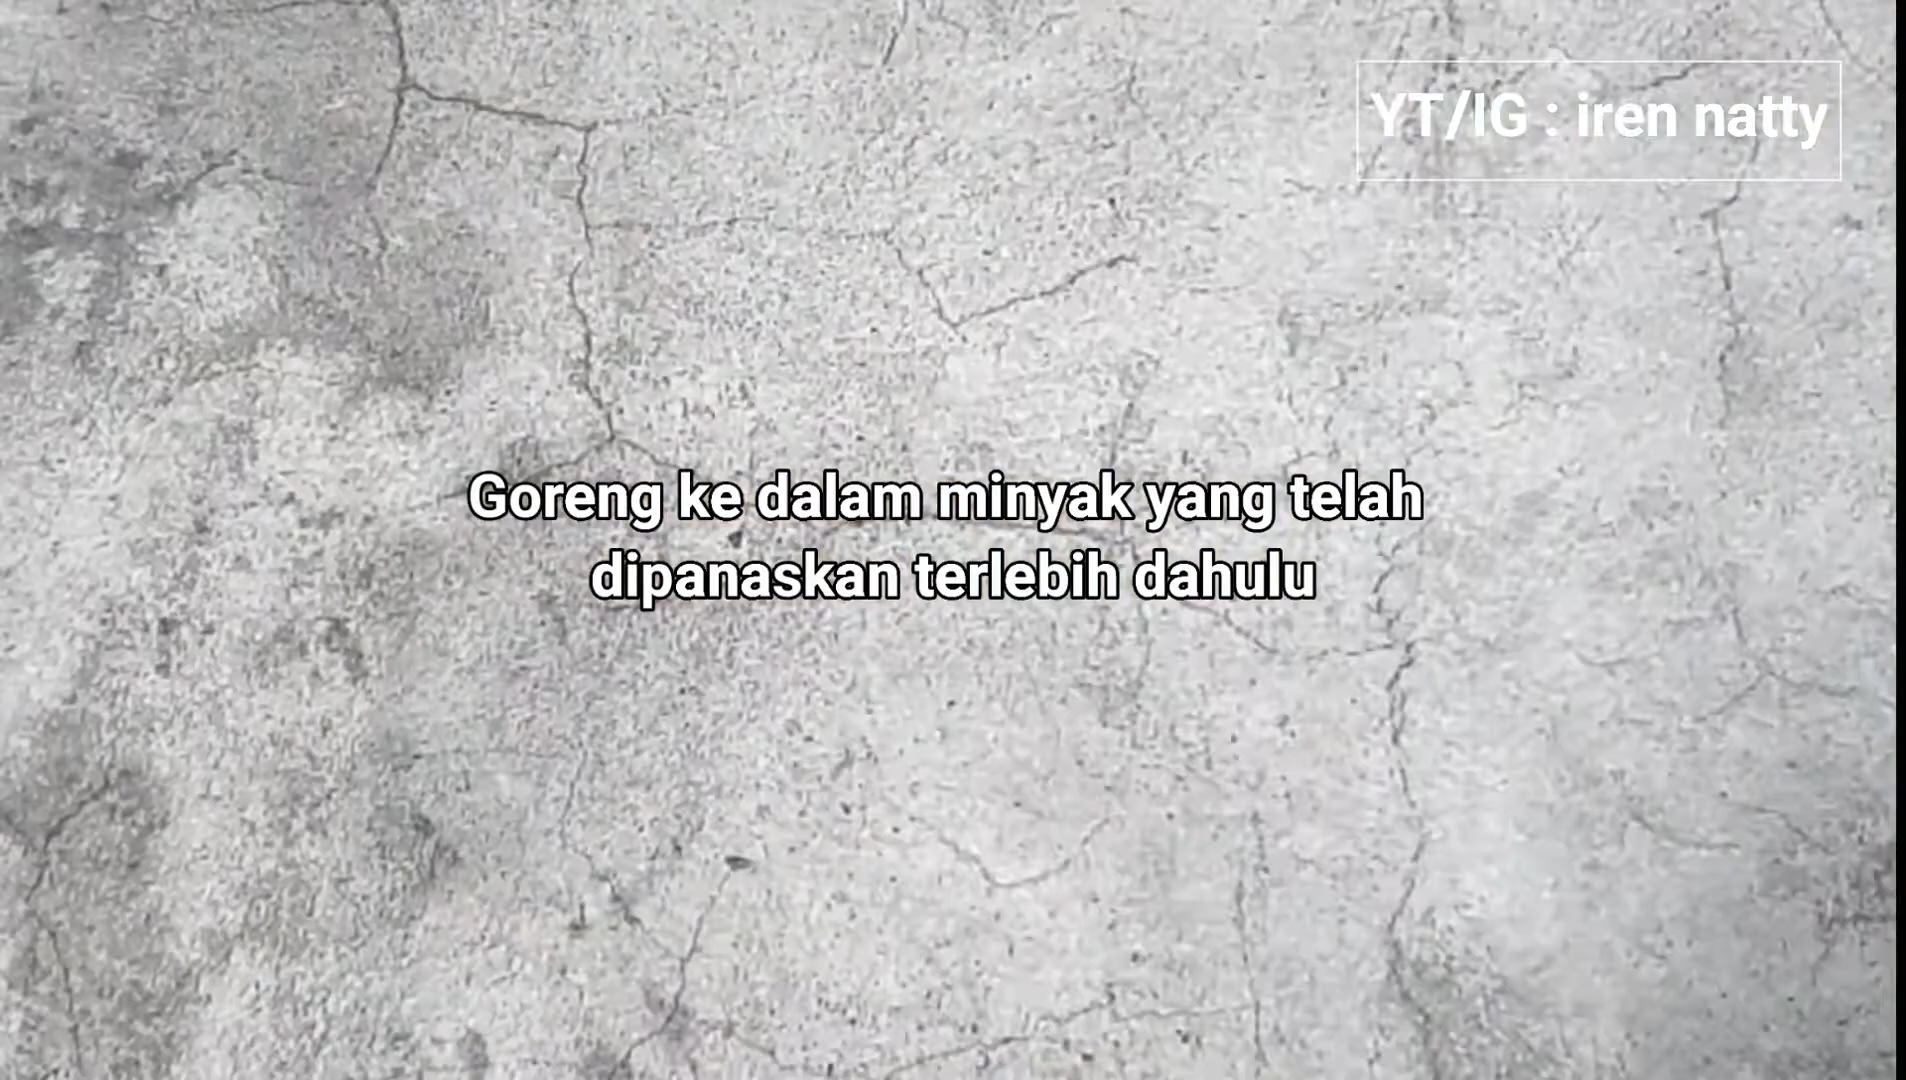 YT/IG : iren natty
Goreng ke dalam minyak yang telah
dipanaskan terlebih dahulu